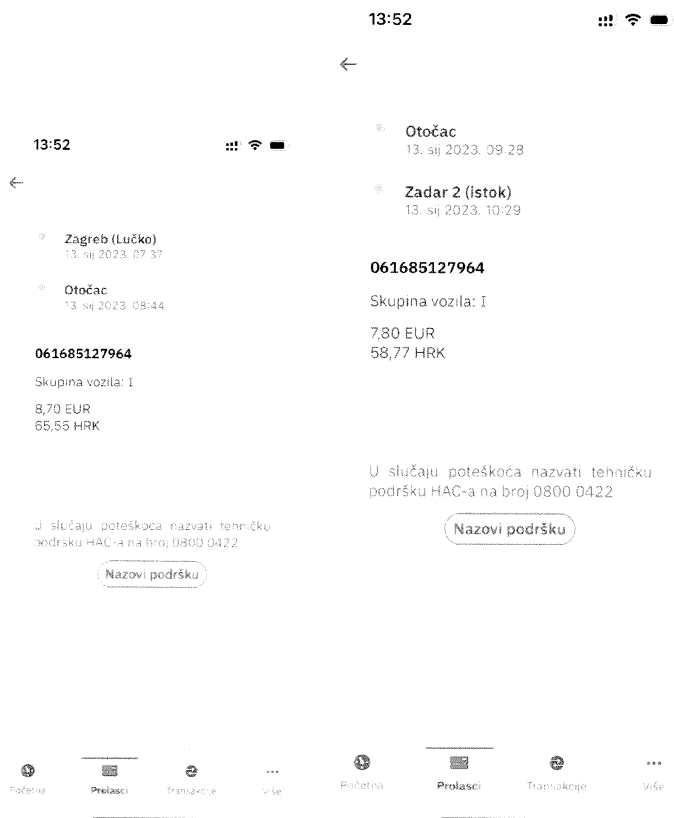 13:52
Zagreb (Lučko)
13. sij 2023. 07:37
Otočac
13. sij 2023. 08:44
061685127964
Skupina vozila: I
8,70 EUR
65,55 HRK
U slučaju poteškoća nazvati tehničku
podršku HAC-a na broj 0800 0422
Nazovi podršku
Početna
Prolasci
Transakcije
Više
13:52
Otočac
13. sij 2023. 09:28
Zadar 2 (istok)
13. sij 2023. 10:29
061685127964
Skupina vozila: I
7,80 EUR
58,77 HRK
U slučaju poteškoća nazvati tehničku
podršku HAC-a na broj 0800 0422
Nazovi podršku
Početna
Prolasci
Transakcije
Više